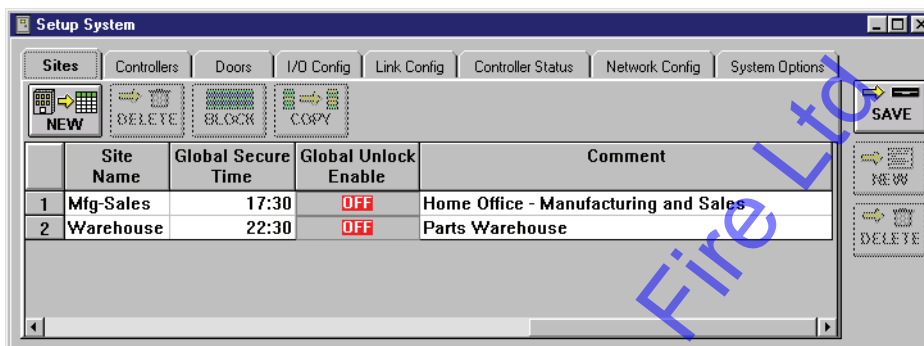 Setup System
Sites Controllers Doors I/O Config Link Config Controller Status Network Config System Options
NEW DELETE BLOCK COPY SAVE
Site Name Global Secure Time Global Unlock Enable Comment
NEW
1 Mfg-Sales 17:30 OFF Home Office - Manufacturing and Sales
2 Warehouse 22:30 OFF Parts Warehouse
DELETE
Fire Ltd